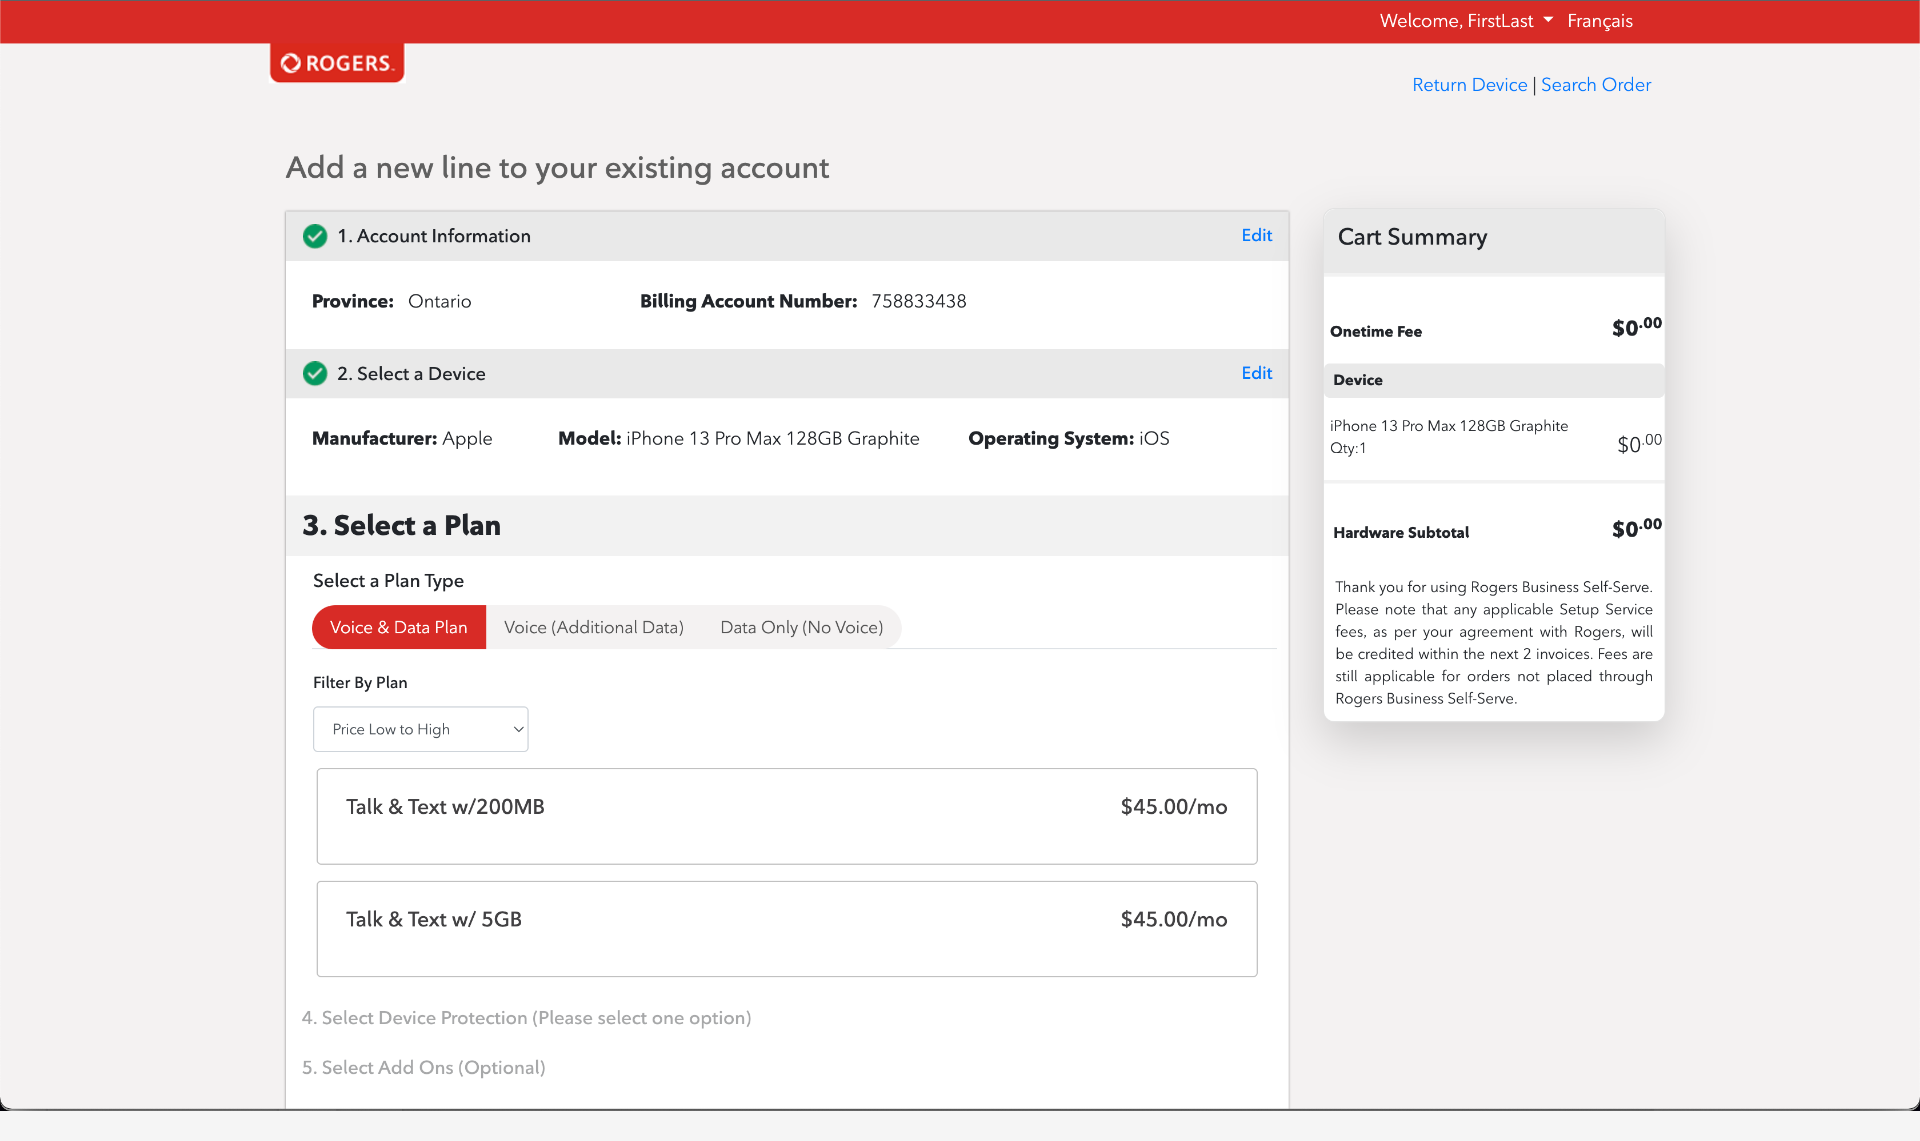 Welcome, FirstLast Français
ROGERS™
Return Device | Search Order
Add a new line to your existing account
1. Account Information Edit
Province: Ontario Billing Account Number: 758833438
2. Select a Device Edit
Manufacturer: Apple Model: iPhone 13 Pro Max 128GB Graphite Operating System: iOS
3. Select a Plan
Select a Plan Type
Voice & Data Plan Voice (Additional Data) Data Only (No Voice)
Filter By Plan
Price Low to High
Talk & Text w/200MB $45.00/mo
Talk & Text w/ 5GB $45.00/mo
4. Select Device Protection (Please select one option)
5. Select Add Ons (Optional)
Cart Summary
Onetime Fee $0.00
Device
iPhone 13 Pro Max 128GB Graphite
Qty:1 $0.00
Hardware Subtotal $0.00
Thank you for using Rogers Business Self-Serve.
Please note that any applicable Setup Service
fees, as per your agreement with Rogers, will
be credited within the next 2 invoices. Fees are
still applicable for orders not placed through
Rogers Business Self-Serve.